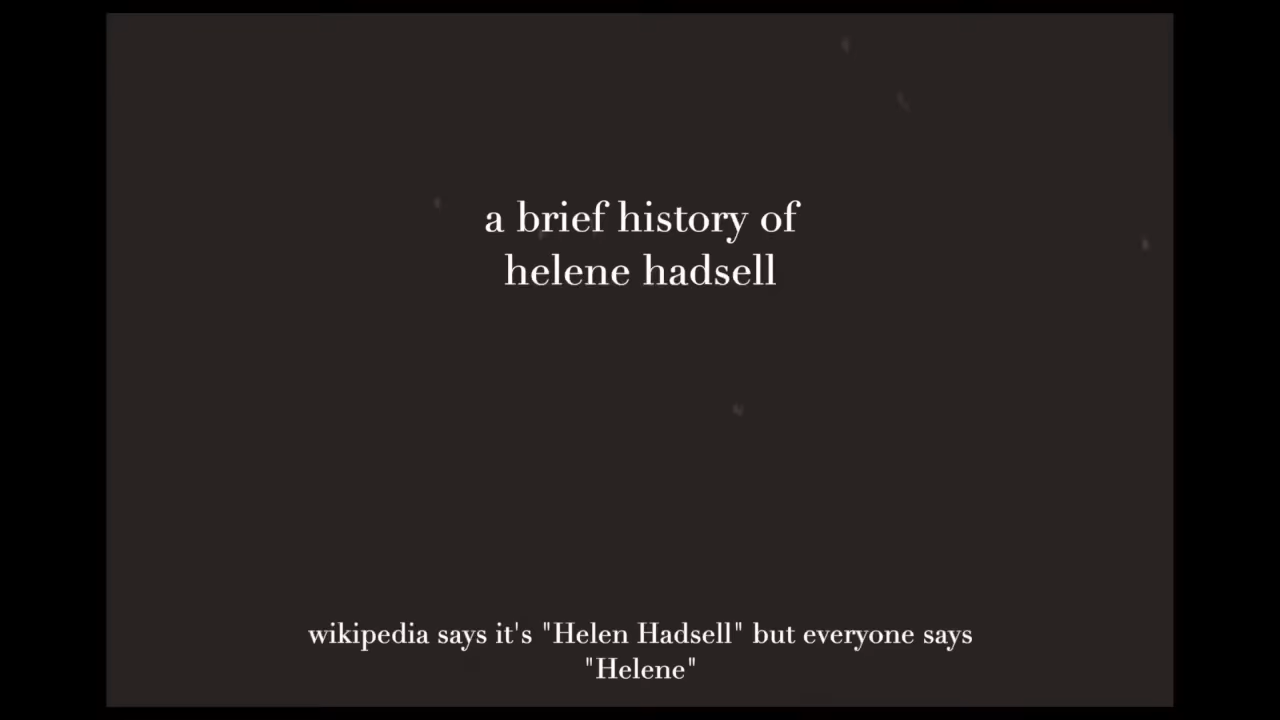 a brief history of
helene hadsell
wikipedia says it's "Helen Hadsell" but everyone says
"Helene"